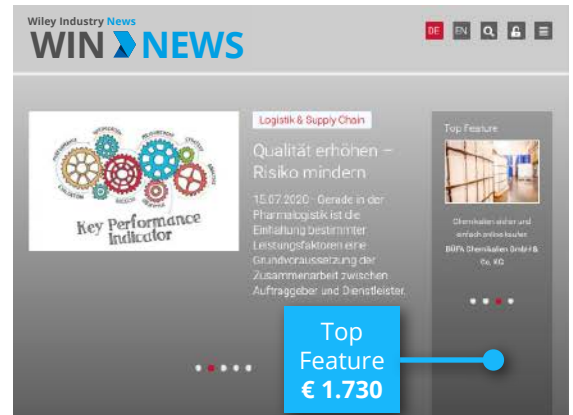 Wiley Industry News
WIN NEWS
DE EN
Logistik & Supply Chain
Qualität erhöhen –
Risiko mindern
15.07.2020 - Gerade in der
Pharmalogistik ist die
Einhaltung bestimmter
Leistungsfaktoren eine
Grundvoraussetzung der
Zusammenarbeit zwischen
Auftraggeber und Dienstleister.
Key Performance
Indicator
Top Feature
Chemikalien sicher und
einfach online kaufen
BÜFA Chemikalien GmbH &
Co. KG
Top
Feature
€ 1.730